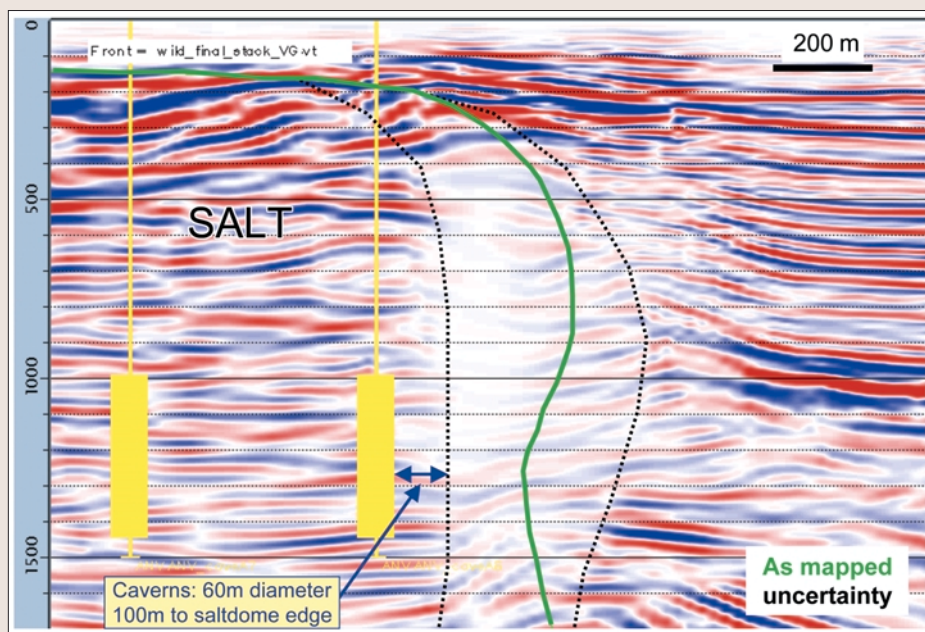 0
Front = wild_final_stack_VG.vt
200 m
500
SALT
1000
1500
Caverns: 60m diameter
100m to saltdome edge
As mapped
uncertainty